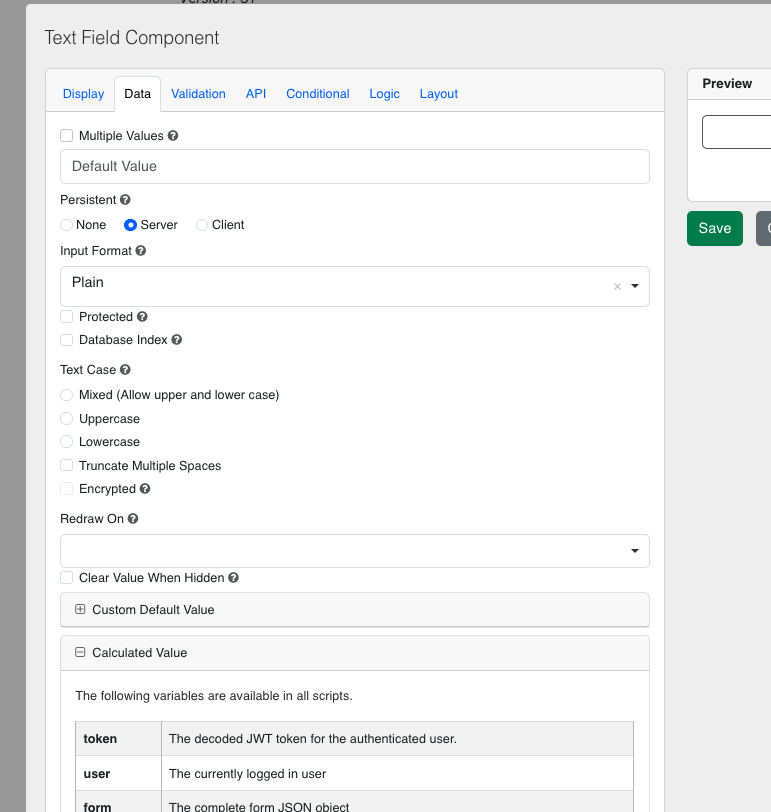 Version : 31
Text Field Component
Display Data Validation API Conditional Logic Layout
Preview
Multiple Values
Default Value
Persistent
None Server Client
Save
Input Format
Plain
Protected
Database Index
Text Case
Mixed (Allow upper and lower case)
Uppercase
Lowercase
Truncate Multiple Spaces
Encrypted
Redraw On
Clear Value When Hidden
Custom Default Value
Calculated Value
The following variables are available in all scripts.
token The decoded JWT token for the authenticated user.
user The currently logged in user
form The complete form JSON object